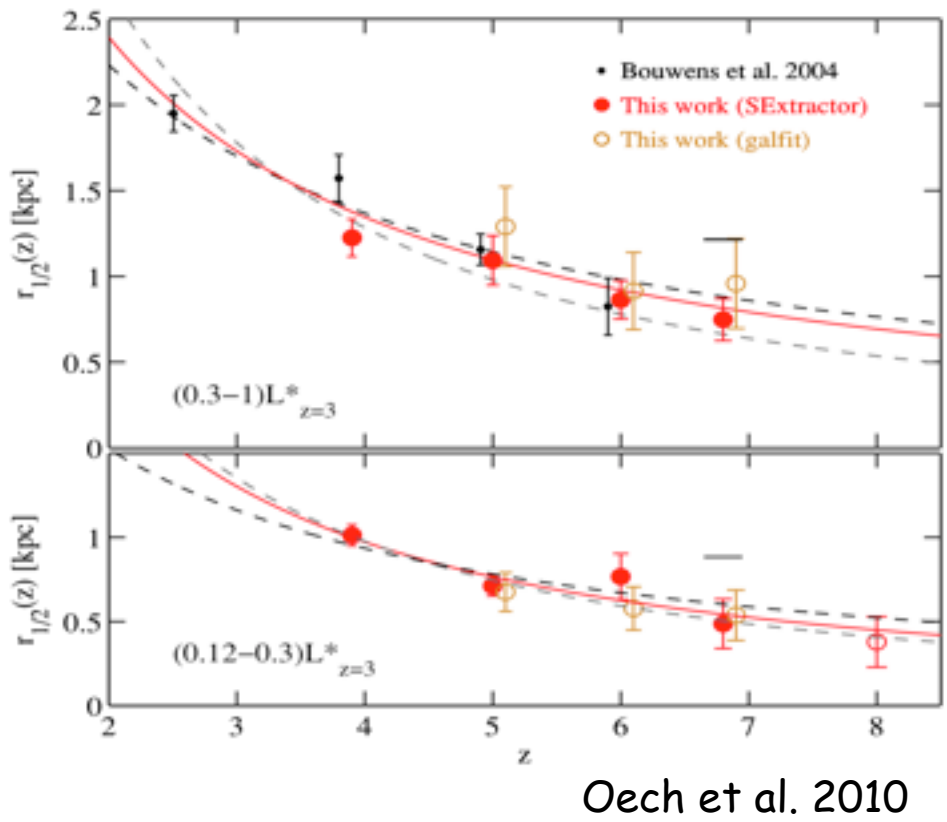 2.5
2
1.5
1
0.5
0
r1/2(z) [kpc]
Bouwens et al. 2004
This work (SExtractor)
This work (galfit)
(0.3−1)L*z=3
1
0.5
0
r1/2(z) [kpc]
(0.12−0.3)L*z=3
2 3 4 5 6 7 8
z
Oech et al. 2010